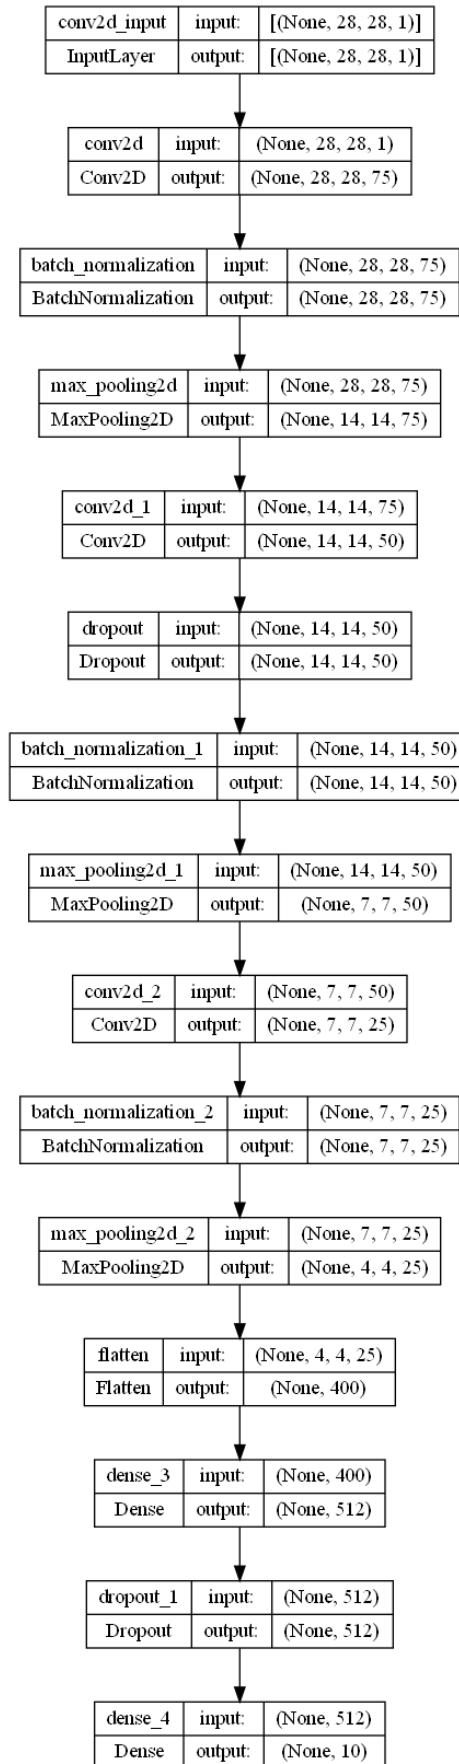 conv2d_input input: [(None, 28, 28, 1)]
InputLayer output: [(None, 28, 28, 1)]
conv2d input: (None, 28, 28, 1)
Conv2D output: (None, 28, 28, 75)
batch_normalization input: (None, 28, 28, 75)
BatchNormalization output: (None, 28, 28, 75)
max_pooling2d input: (None, 28, 28, 75)
MaxPooling2D output: (None, 14, 14, 75)
conv2d_1 input: (None, 14, 14, 75)
Conv2D output: (None, 14, 14, 50)
dropout input: (None, 14, 14, 50)
Dropout output: (None, 14, 14, 50)
batch_normalization_1 input: (None, 14, 14, 50)
BatchNormalization output: (None, 14, 14, 50)
max_pooling2d_1 input: (None, 14, 14, 50)
MaxPooling2D output: (None, 7, 7, 50)
conv2d_2 input: (None, 7, 7, 50)
Conv2D output: (None, 7, 7, 25)
batch_normalization_2 input: (None, 7, 7, 25)
BatchNormalization output: (None, 7, 7, 25)
max_pooling2d_2 input: (None, 7, 7, 25)
MaxPooling2D output: (None, 4, 4, 25)
flatten input: (None, 4, 4, 25)
Flatten output: (None, 400)
dense_3 input: (None, 400)
Dense output: (None, 512)
dropout_1 input: (None, 512)
Dropout output: (None, 512)
dense_4 input: (None, 512)
Dense output: (None, 10)